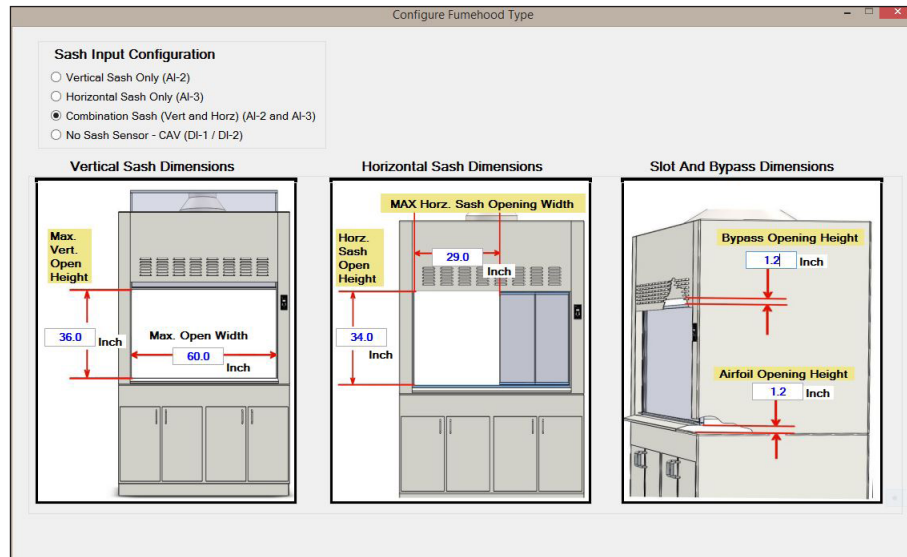 Configure Fumehood Type
Sash Input Configuration
Vertical Sash Only (AI-2)
Horizontal Sash Only (AI-3)
Combination Sash (Vert and Horz) (AI-2 and AI-3)
No Sash Sensor - CAV (DI-1 / DI-2)
Vertical Sash Dimensions
Max.
Vert.
Open
Height
36.0 Inch
Max. Open Width
60.0
Inch
Horizontal Sash Dimensions
MAX Horz. Sash Opening Width
29.0
Inch
Horz.
Sash
Open
Height
34.0
Inch
Slot And Bypass Dimensions
Bypass Opening Height
1.2 Inch
Airfoil Opening Height
1.2 Inch